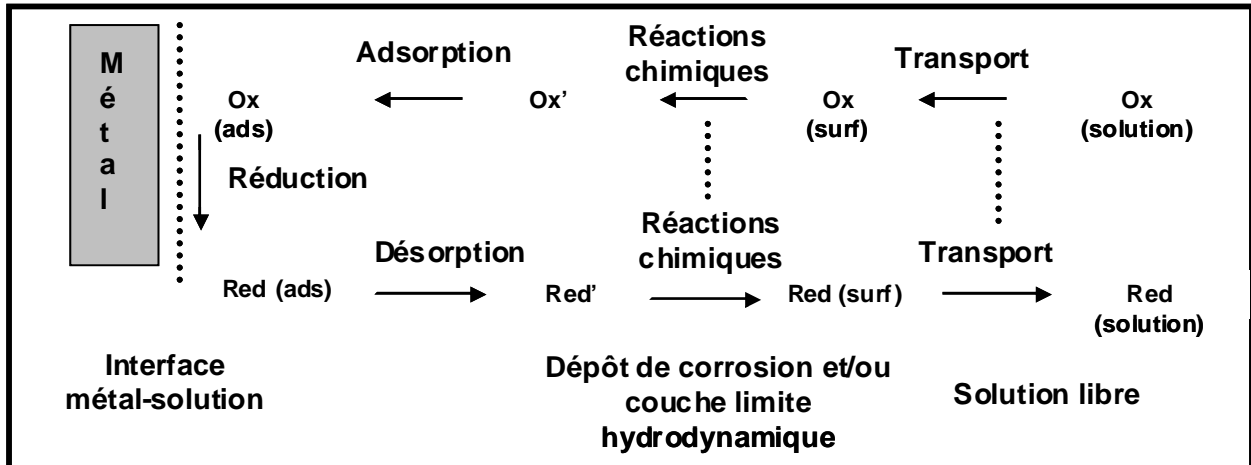 Métal
Adsorption
Réactions
chimiques
Transport
Ox
(ads)
Ox’
Ox
(surf)
Ox
(solution)
Réduction
Désorption
Réactions
chimiques
Transport
Red (ads)
Red’
Red (surf)
Red
(solution)
Interface
métal-solution
Dépôt de corrosion et/ou
couche limite
hydrodynamique
Solution libre